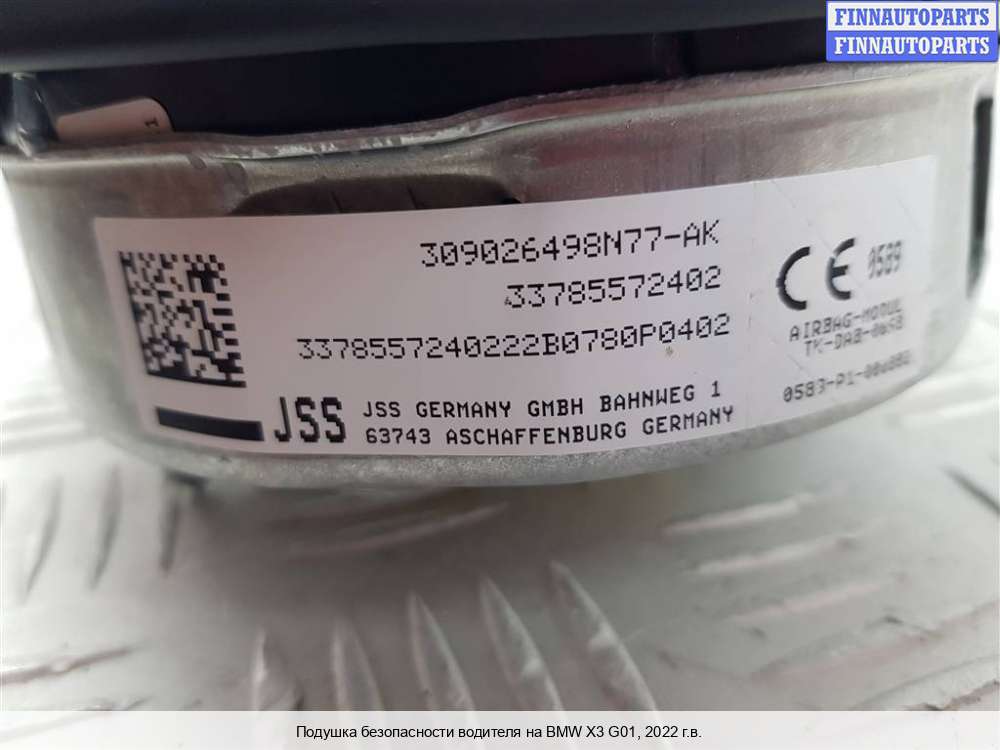 FINNAUTOPARTS
FINNAUTOPARTS
309026498N77-AK
33785572402
3378557240222B0780P0402
JSS
JSS GERMANY GMBH BAHNWEG 1
63743 ASCHAFFENBURG GERMANY
CE 0589
AIRBAG-MODUL
Подушка безопасности водителя на BMW X3 G01, 2022 г.в.